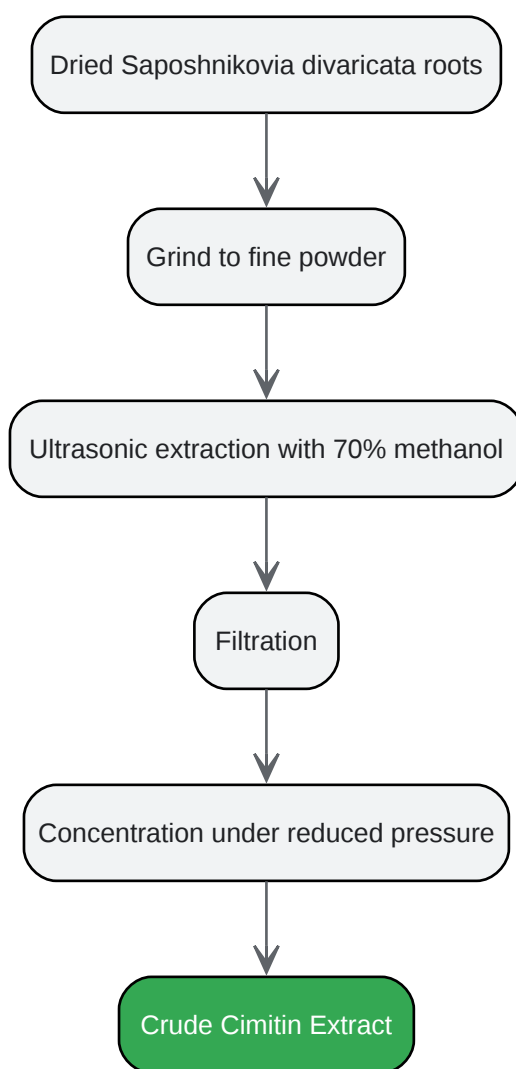 Dried Saposhnikovia divaricata roots
Grind to fine powder
Ultrasonic extraction with 70% methanol
Filtration
Concentration under reduced pressure
Crude Cimitin Extract